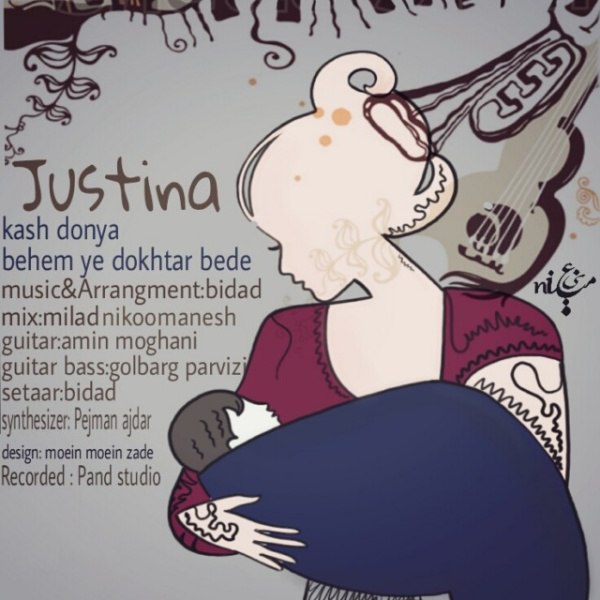 Justina
kash donya
behem ye dokhtar bede
music&Arrangment:bidad
mix:milad nikoomanesh
guitar:amin moghani
guitar bass:golbarg parvizi
setaar:bidad
synthesizer: Pejman ajdar
design: moein moein zade
Recorded : Pand studio